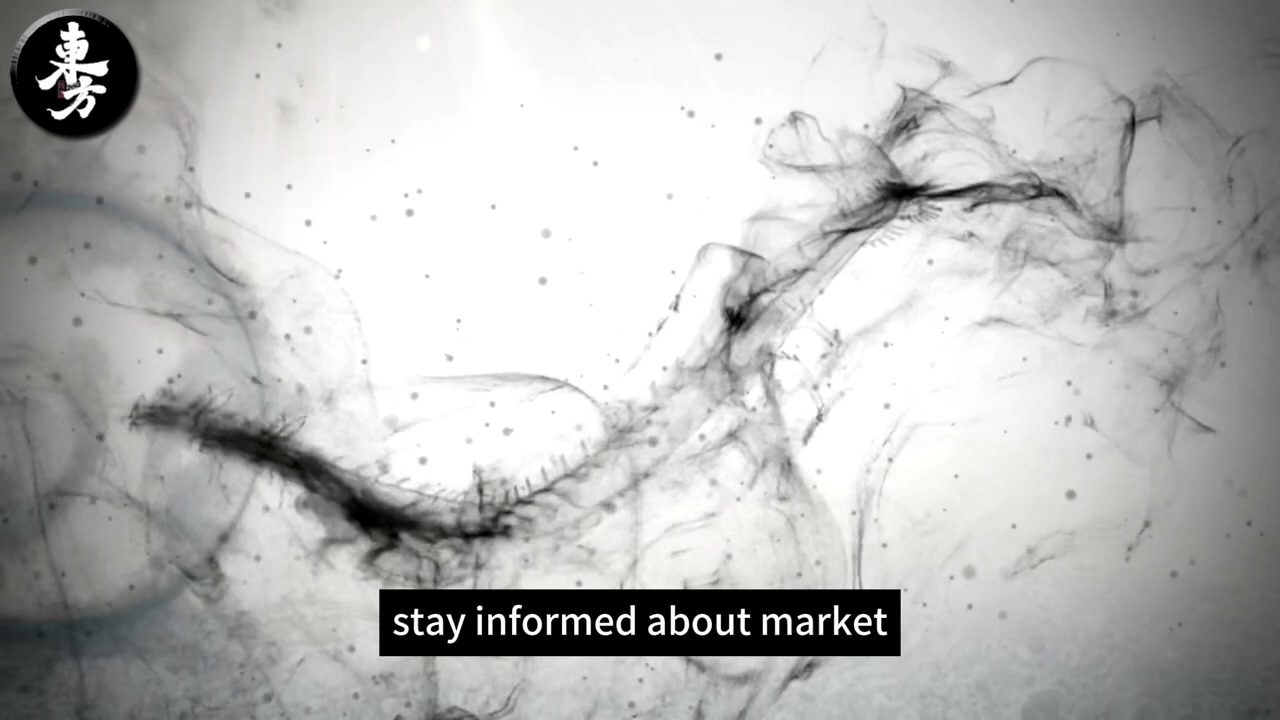 東
方
stay informed about market